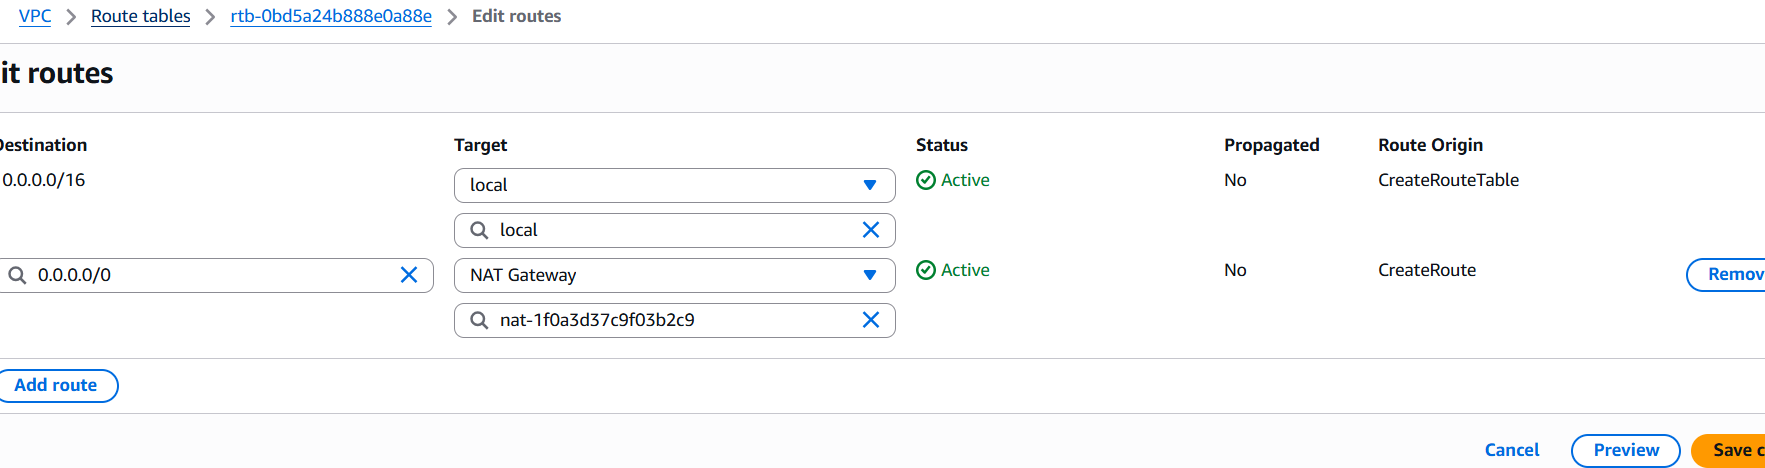 VPC > Route tables > rtb-0bd5a24b888e0a88e > Edit routes
it routes
Destination Target Status Propagated Route Origin
0.0.0.0/16 local Active No CreateRouteTable
local
0.0.0.0/0 NAT Gateway Active No CreateRoute Remov
nat-1f0a3d37c9f03b2c9
Add route
Cancel Preview Save c